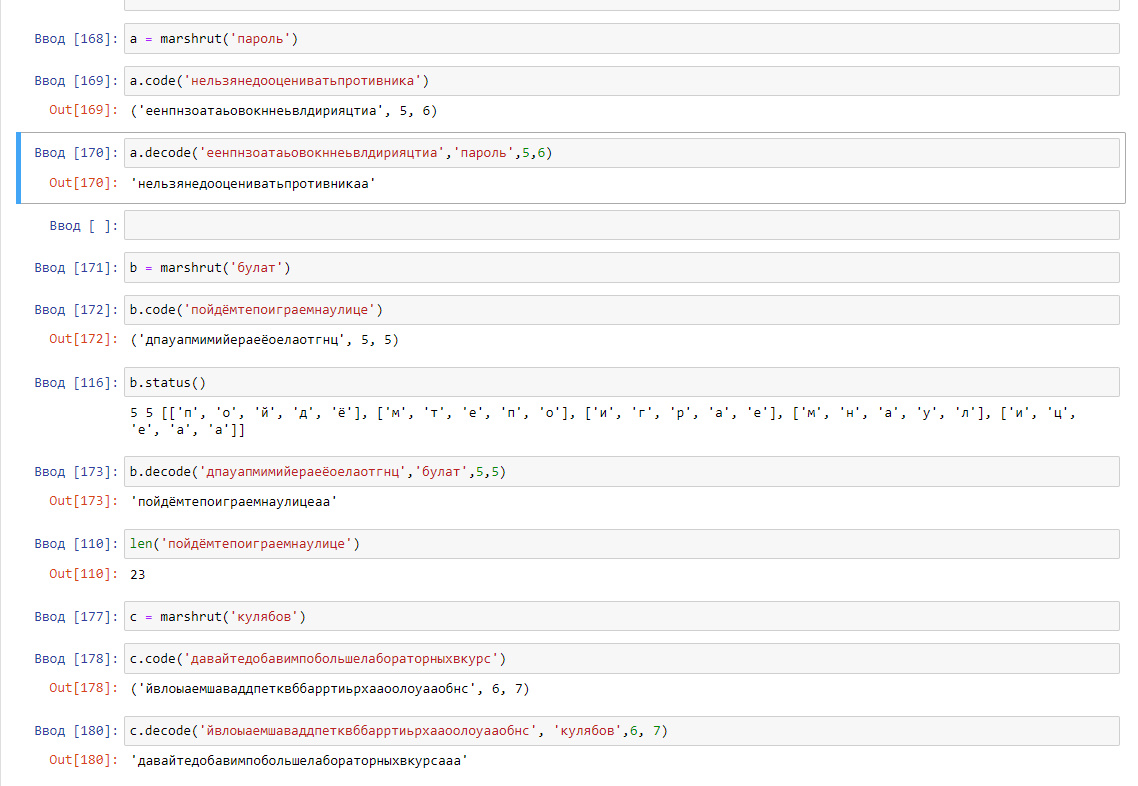 Ввод [168]: a = marshrut('пароль')
Ввод [169]: a.code('нельзянедооцениватьпротивника')
Out[169]: ('еенпнзоатаьовокннеьвлдирияцтиа', 5, 6)
Ввод [170]: a.decode('еенпнзоатаьовокннеьвлдирияцтиа','пароль',5,6)
Out[170]: 'нельзянедооцениватьпротивникаа'
Ввод [ ]:
Ввод [171]: b = marshrut('булат')
Ввод [172]: b.code('пойдёмтепоиграемнаулице')
Out[172]: ('дпауапмимийераеёоелаотгнц', 5, 5)
Ввод [116]: b.status()
5 5 [['п', 'о', 'й', 'д', 'ё'], ['м', 'т', 'е', 'п', 'о'], ['и', 'г', 'р', 'а', 'е'], ['м', 'н', 'а', 'у', 'л'], ['и', 'ц',
'е', 'а', 'а']]
Ввод [173]: b.decode('дпауапмимийераеёоелаотгнц','булат',5,5)
Out[173]: 'пойдёмтепоиграемнаулицеаа'
Ввод [110]: len('пойдёмтепоиграемнаулице')
Out[110]: 23
Ввод [177]: c = marshrut('кулябов')
Ввод [178]: c.code('давайтедобавимпобольшелабораторныхвкурс')
Out[178]: ('йвлоыаемшаваддпетквббарртиьрхааоолоуааобнс', 6, 7)
Ввод [180]: c.decode('йвлоыаемшаваддпетквббарртиьрхааоолоуааобнс', 'кулябов',6, 7)
Out[180]: 'давайтедобавимпобольшелабораторныхвкурсааа'